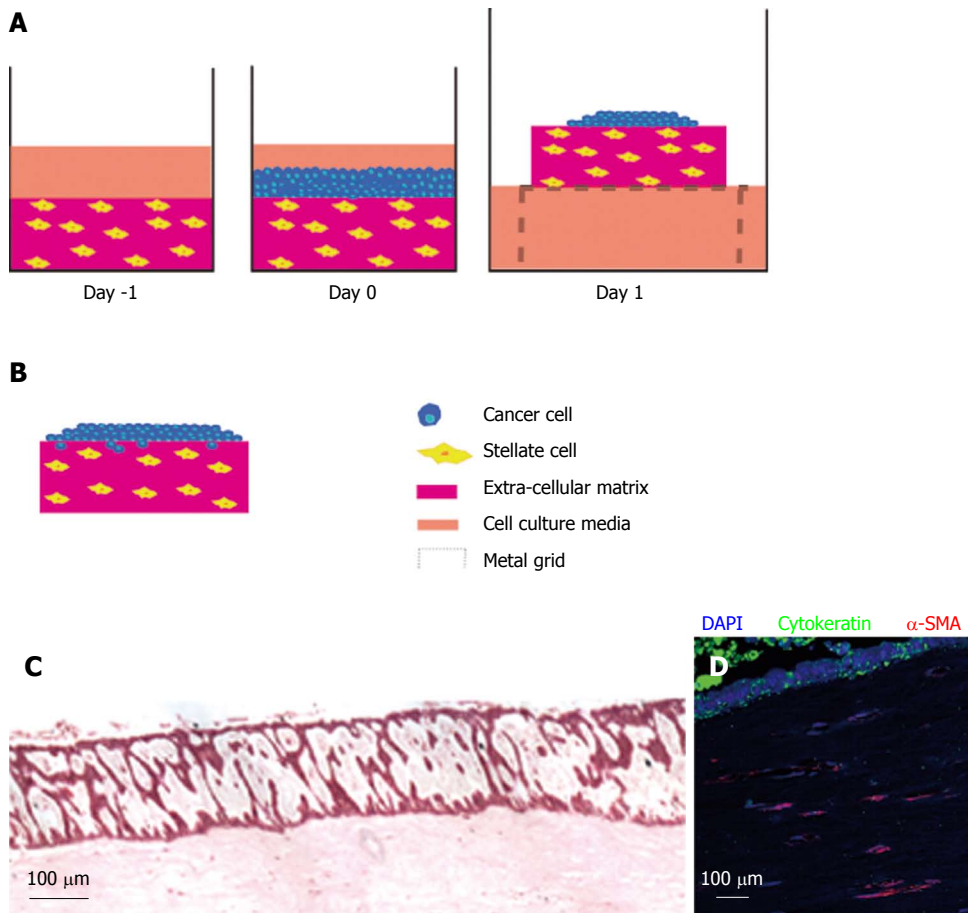 A
Day -1
Day 0
Day 1
B
Cancer cell
Stellate cell
Extra-cellular matrix
Cell culture media
Metal grid
C
100 μm
DAPI Cytokeratin α-SMA
D
100 μm